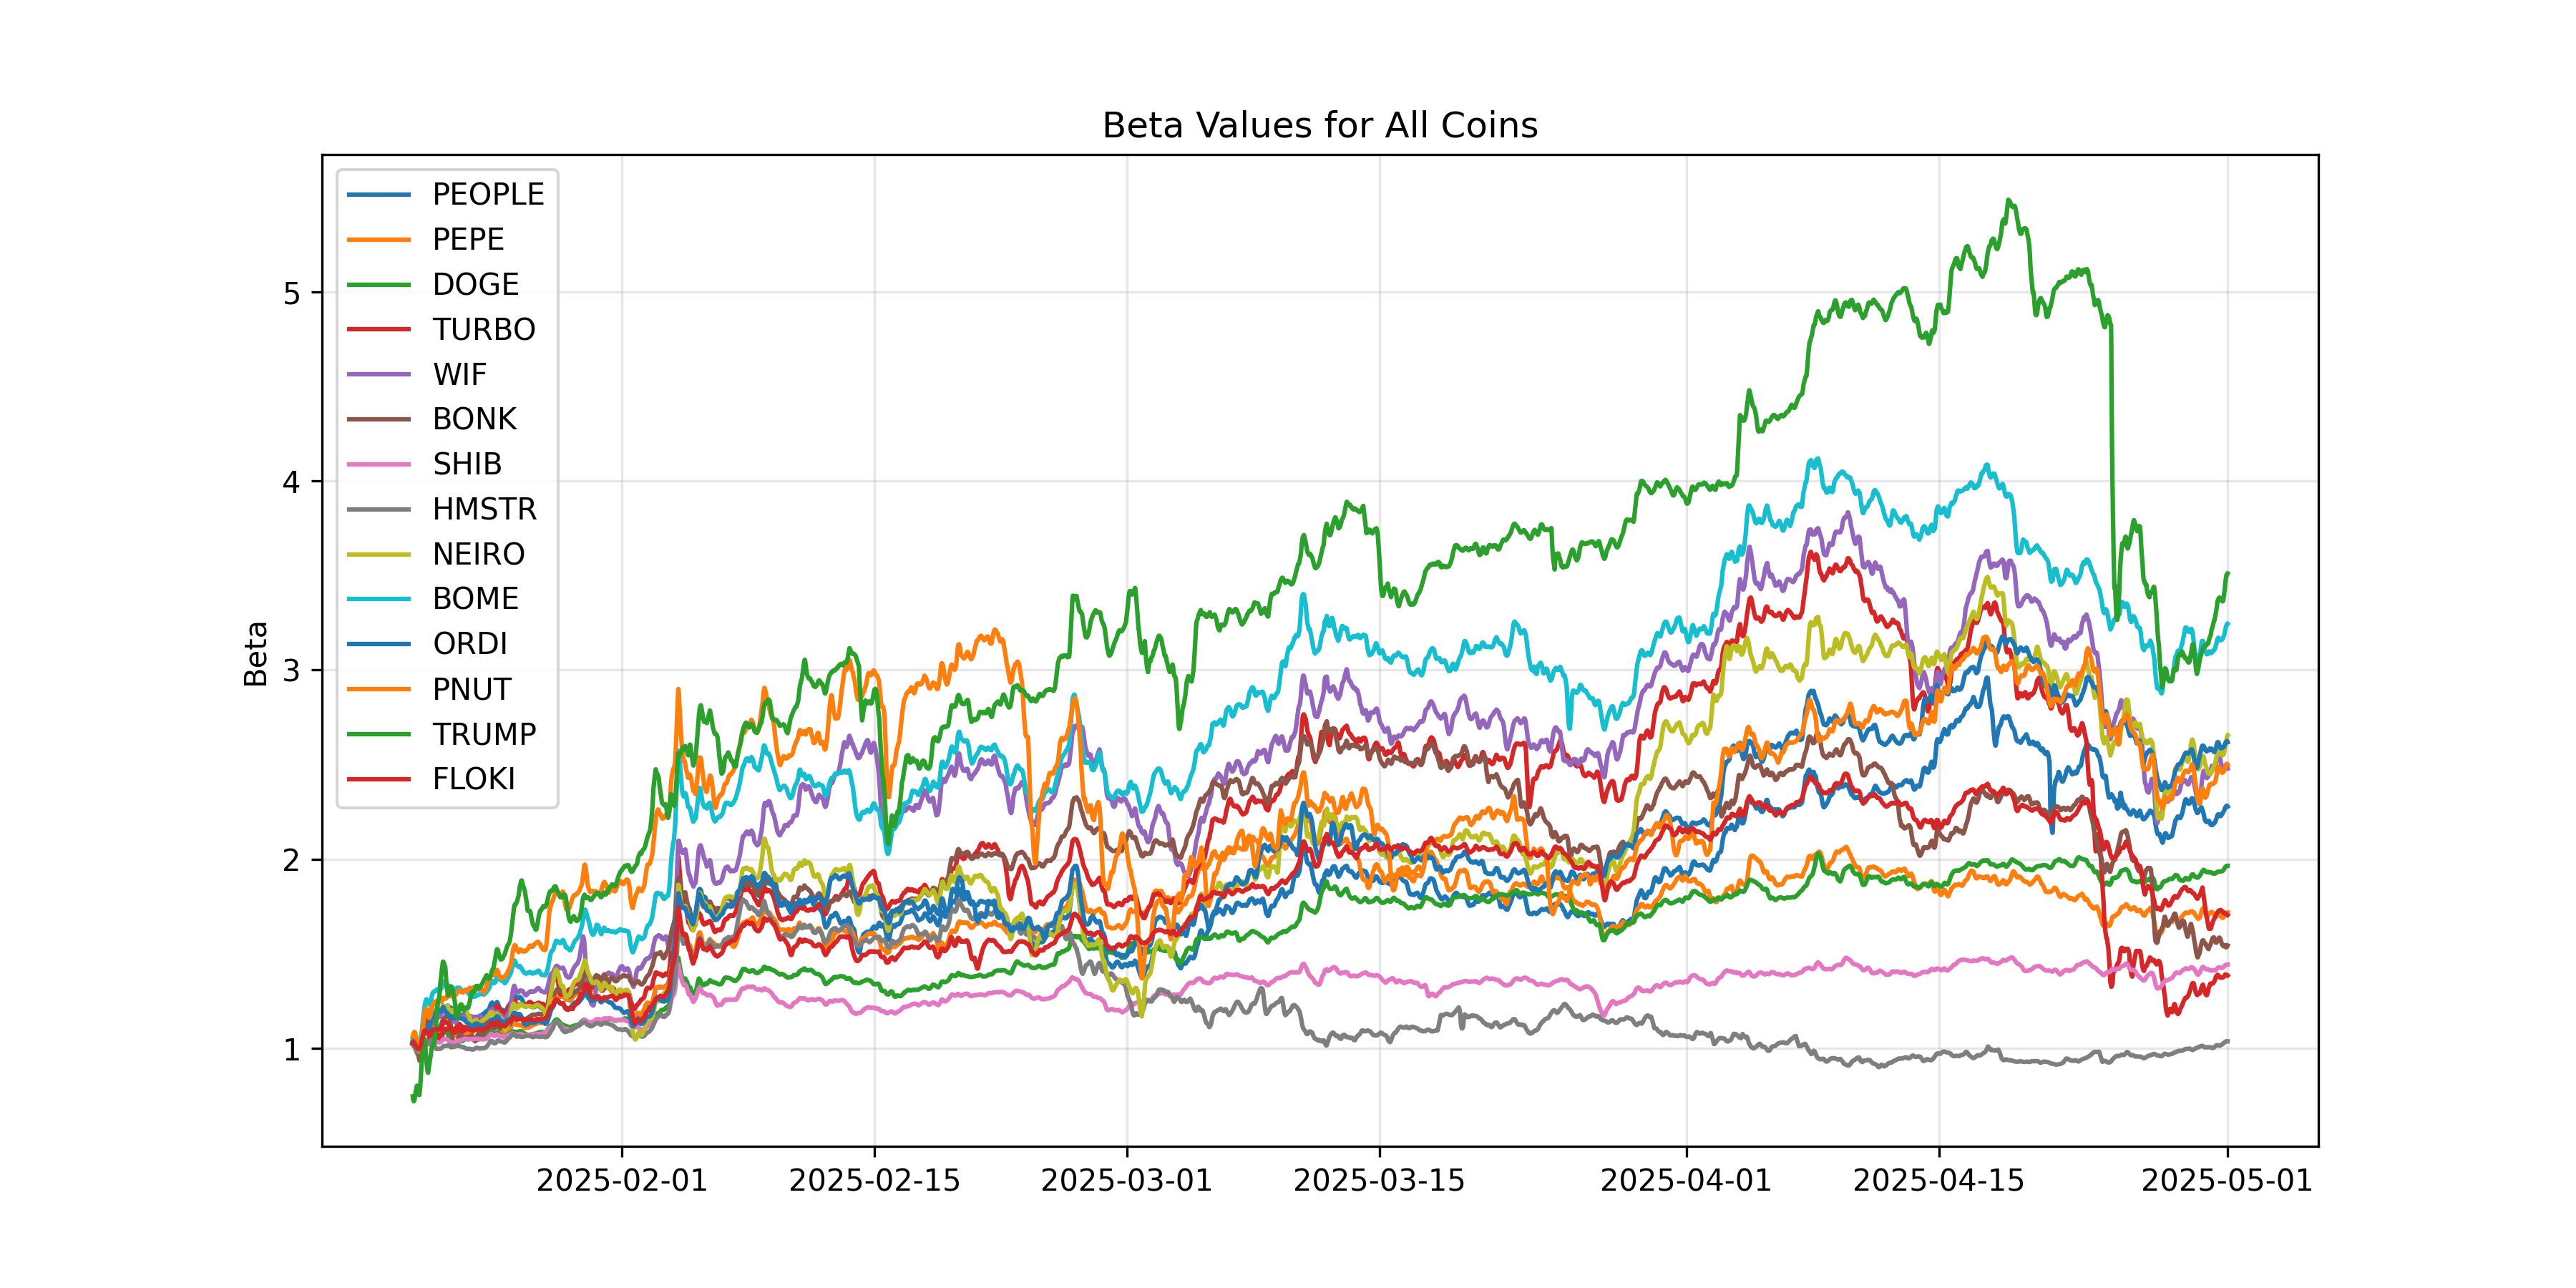 Beta Values for All Coins
PEOPLE
PEPE
DOGE
TURBO
WIF
BONK
SHIB
HMSTR
NEIRO
BOME
ORDI
PNUT
TRUMP
FLOKI
Beta
5
4
3
2
1
2025-02-01 2025-02-15 2025-03-01 2025-03-15 2025-04-01 2025-04-15 2025-05-01